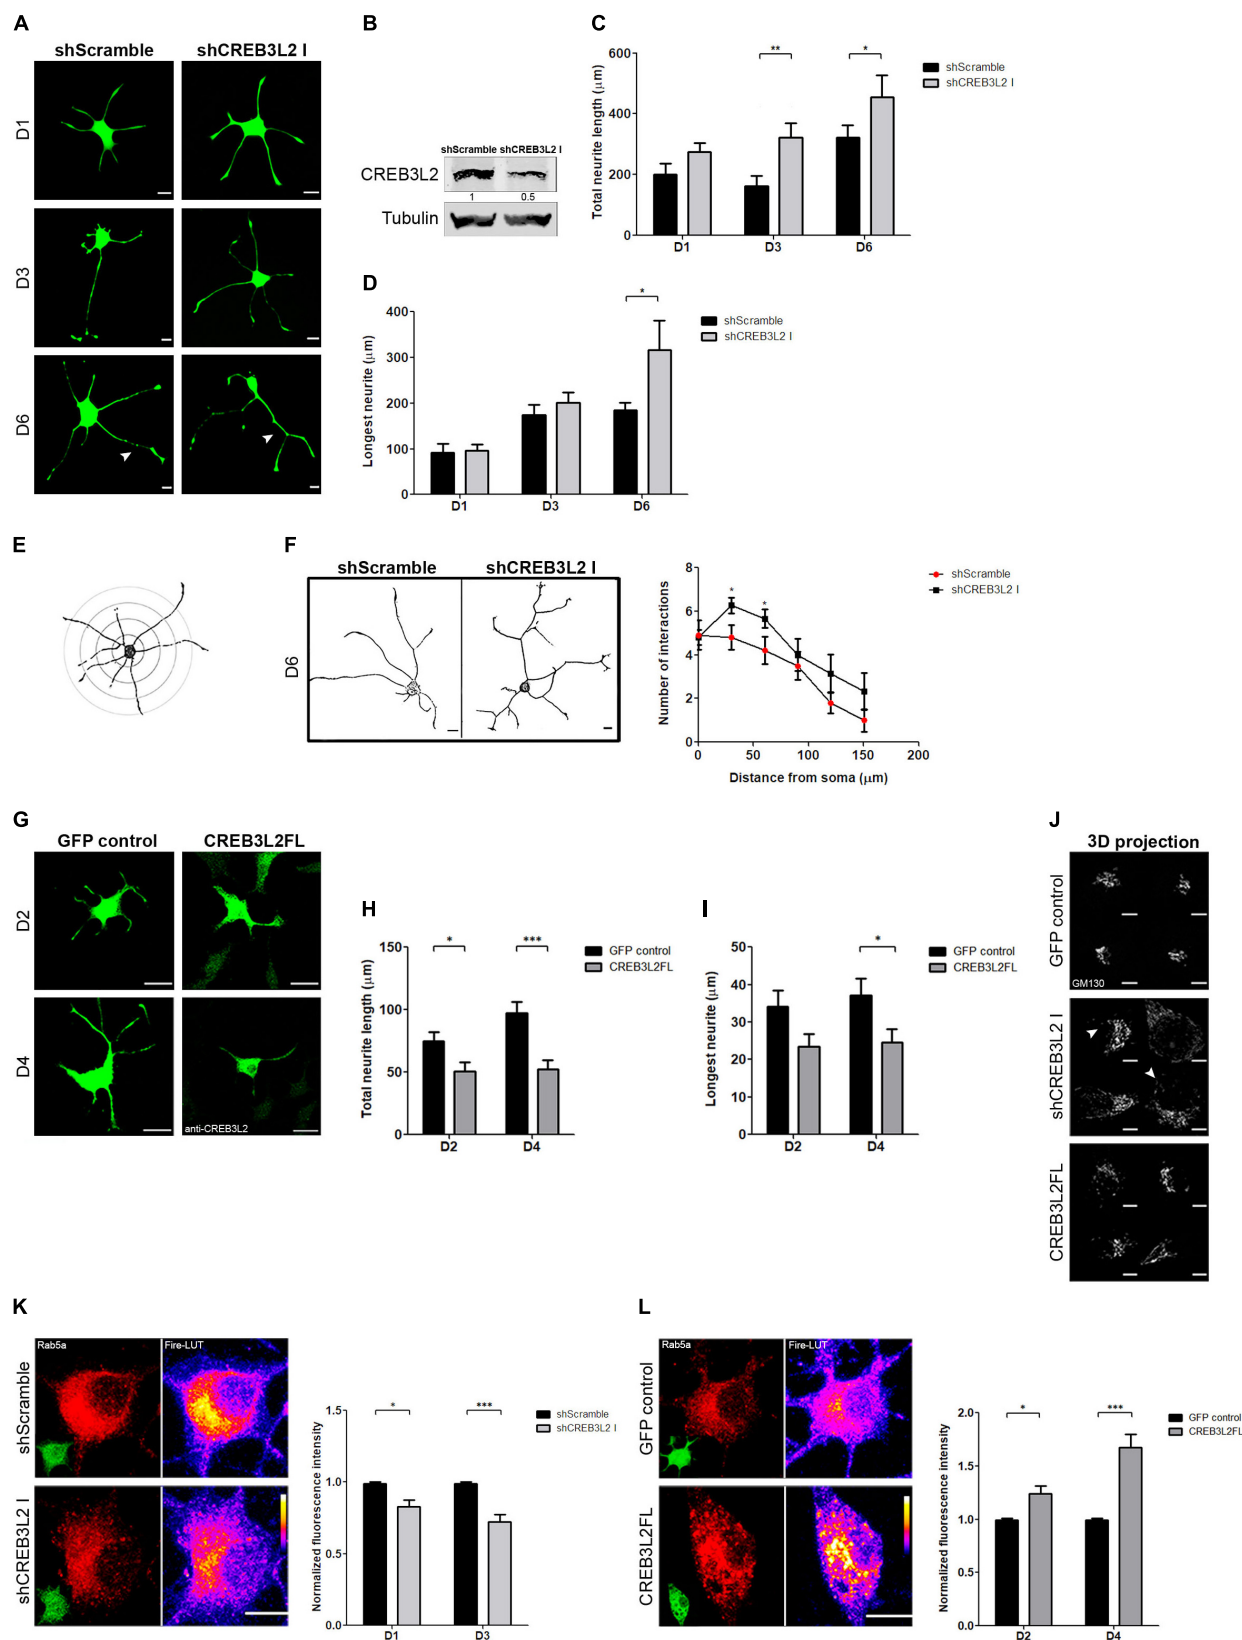 A
shScramble
shCREB3L2 I
D1
D3
D6
B
shScramble shCREB3L2 I
CREB3L2
1
0.5
Tubulin
C
Total neurite length (μm)
600
400
200
0
**
*
D1
D3
D6
shScramble
shCREB3L2 I
D
Longest neurite (μm)
400
300
200
100
0
*
D1
D3
D6
shScramble
shCREB3L2 I
E
F
shScramble
shCREB3L2 I
D6
Number of interactions
8
6
4
2
0
*
*
0
50
100
150
200
Distance from soma (μm)
shScramble
shCREB3L2 I
G
GFP control
CREB3L2FL
D2
D4
anti-CREB3L2
H
Total neurite length (μm)
150
100
50
0
*
***
D2
D4
GFP control
CREB3L2FL
I
Longest neurite (μm)
50
40
30
20
10
0
*
D2
D4
GFP control
CREB3L2FL
J
3D projection
GFP control
GM130
shCREB3L2 I
CREB3L2FL
K
Rab5a
Fire-LUT
shScramble
shCREB3L2 I
Normalized fluorescence intensity
1.5
1.0
0.5
0.0
*
***
D1
D3
shScramble
shCREB3L2 I
L
Rab5a
Fire-LUT
GFP control
CREB3L2FL
Normalized fluorescence intensity
2.0
1.5
1.0
0.5
0.0
*
***
D2
D4
GFP control
CREB3L2FL